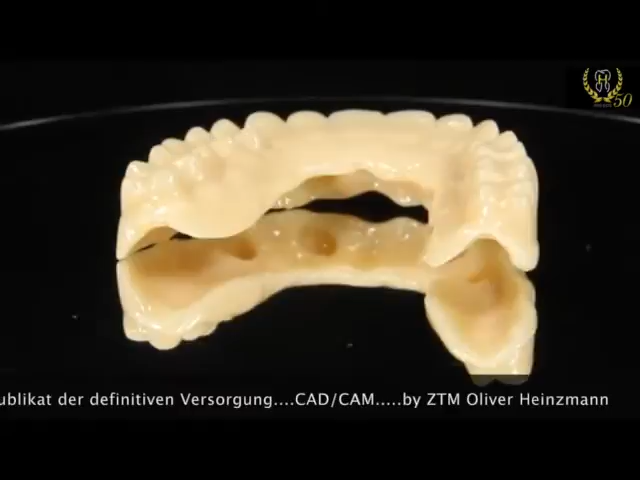 50
ublikat der definitiven Versorgung....CAD/CAM.....by ZTM Oliver Heinzmann